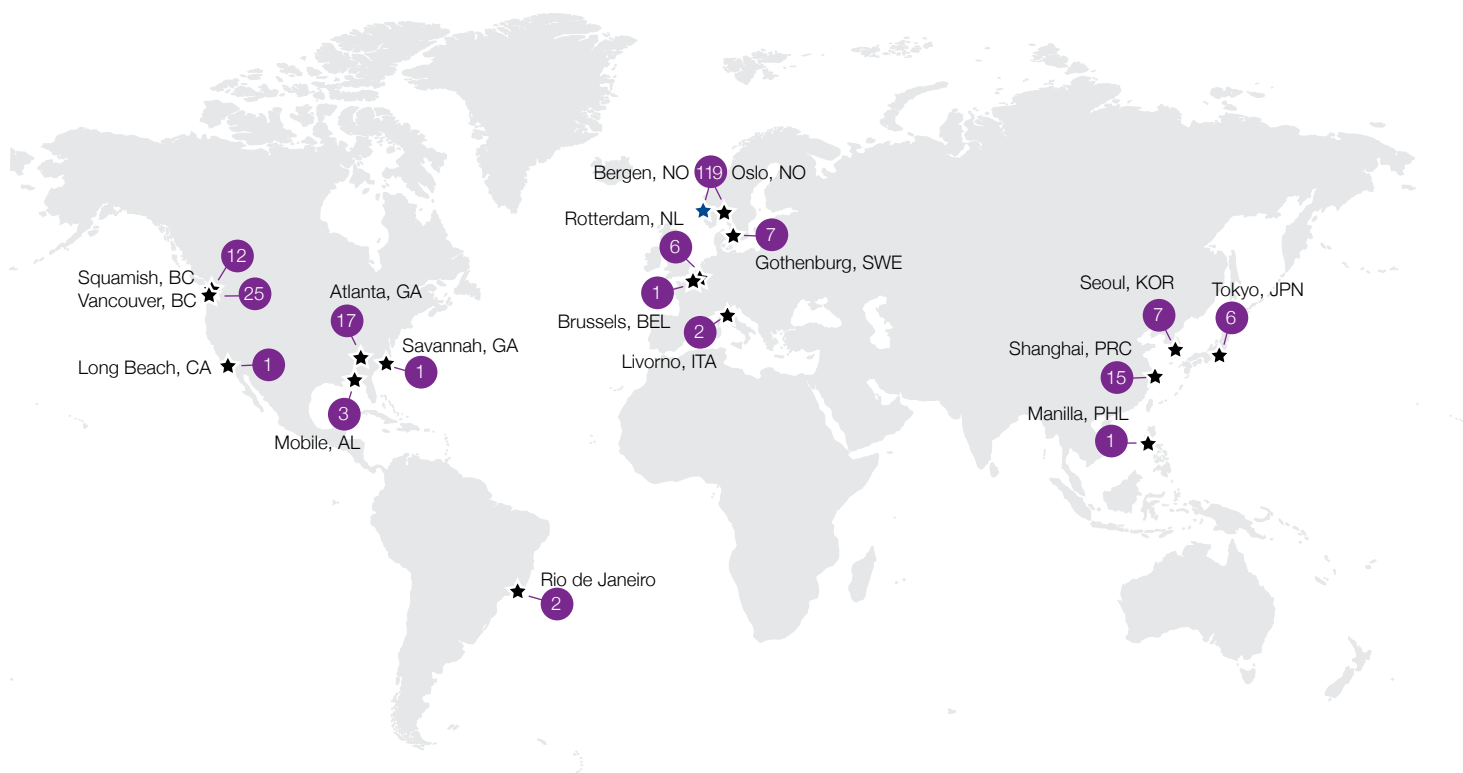 Bergen, NO 119 Oslo, NO
Rotterdam, NL
6
7
Gothenburg, SWE
1
Brussels, BEL
2
Livorno, ITA
12
Squamish, BC
Vancouver, BC
25
Atlanta, GA
17
Savannah, GA
1
Long Beach, CA
1
3
Mobile, AL
Rio de Janeiro
2
Seoul, KOR
7
Tokyo, JPN
6
Shanghai, PRC
15
Manilla, PHL
1